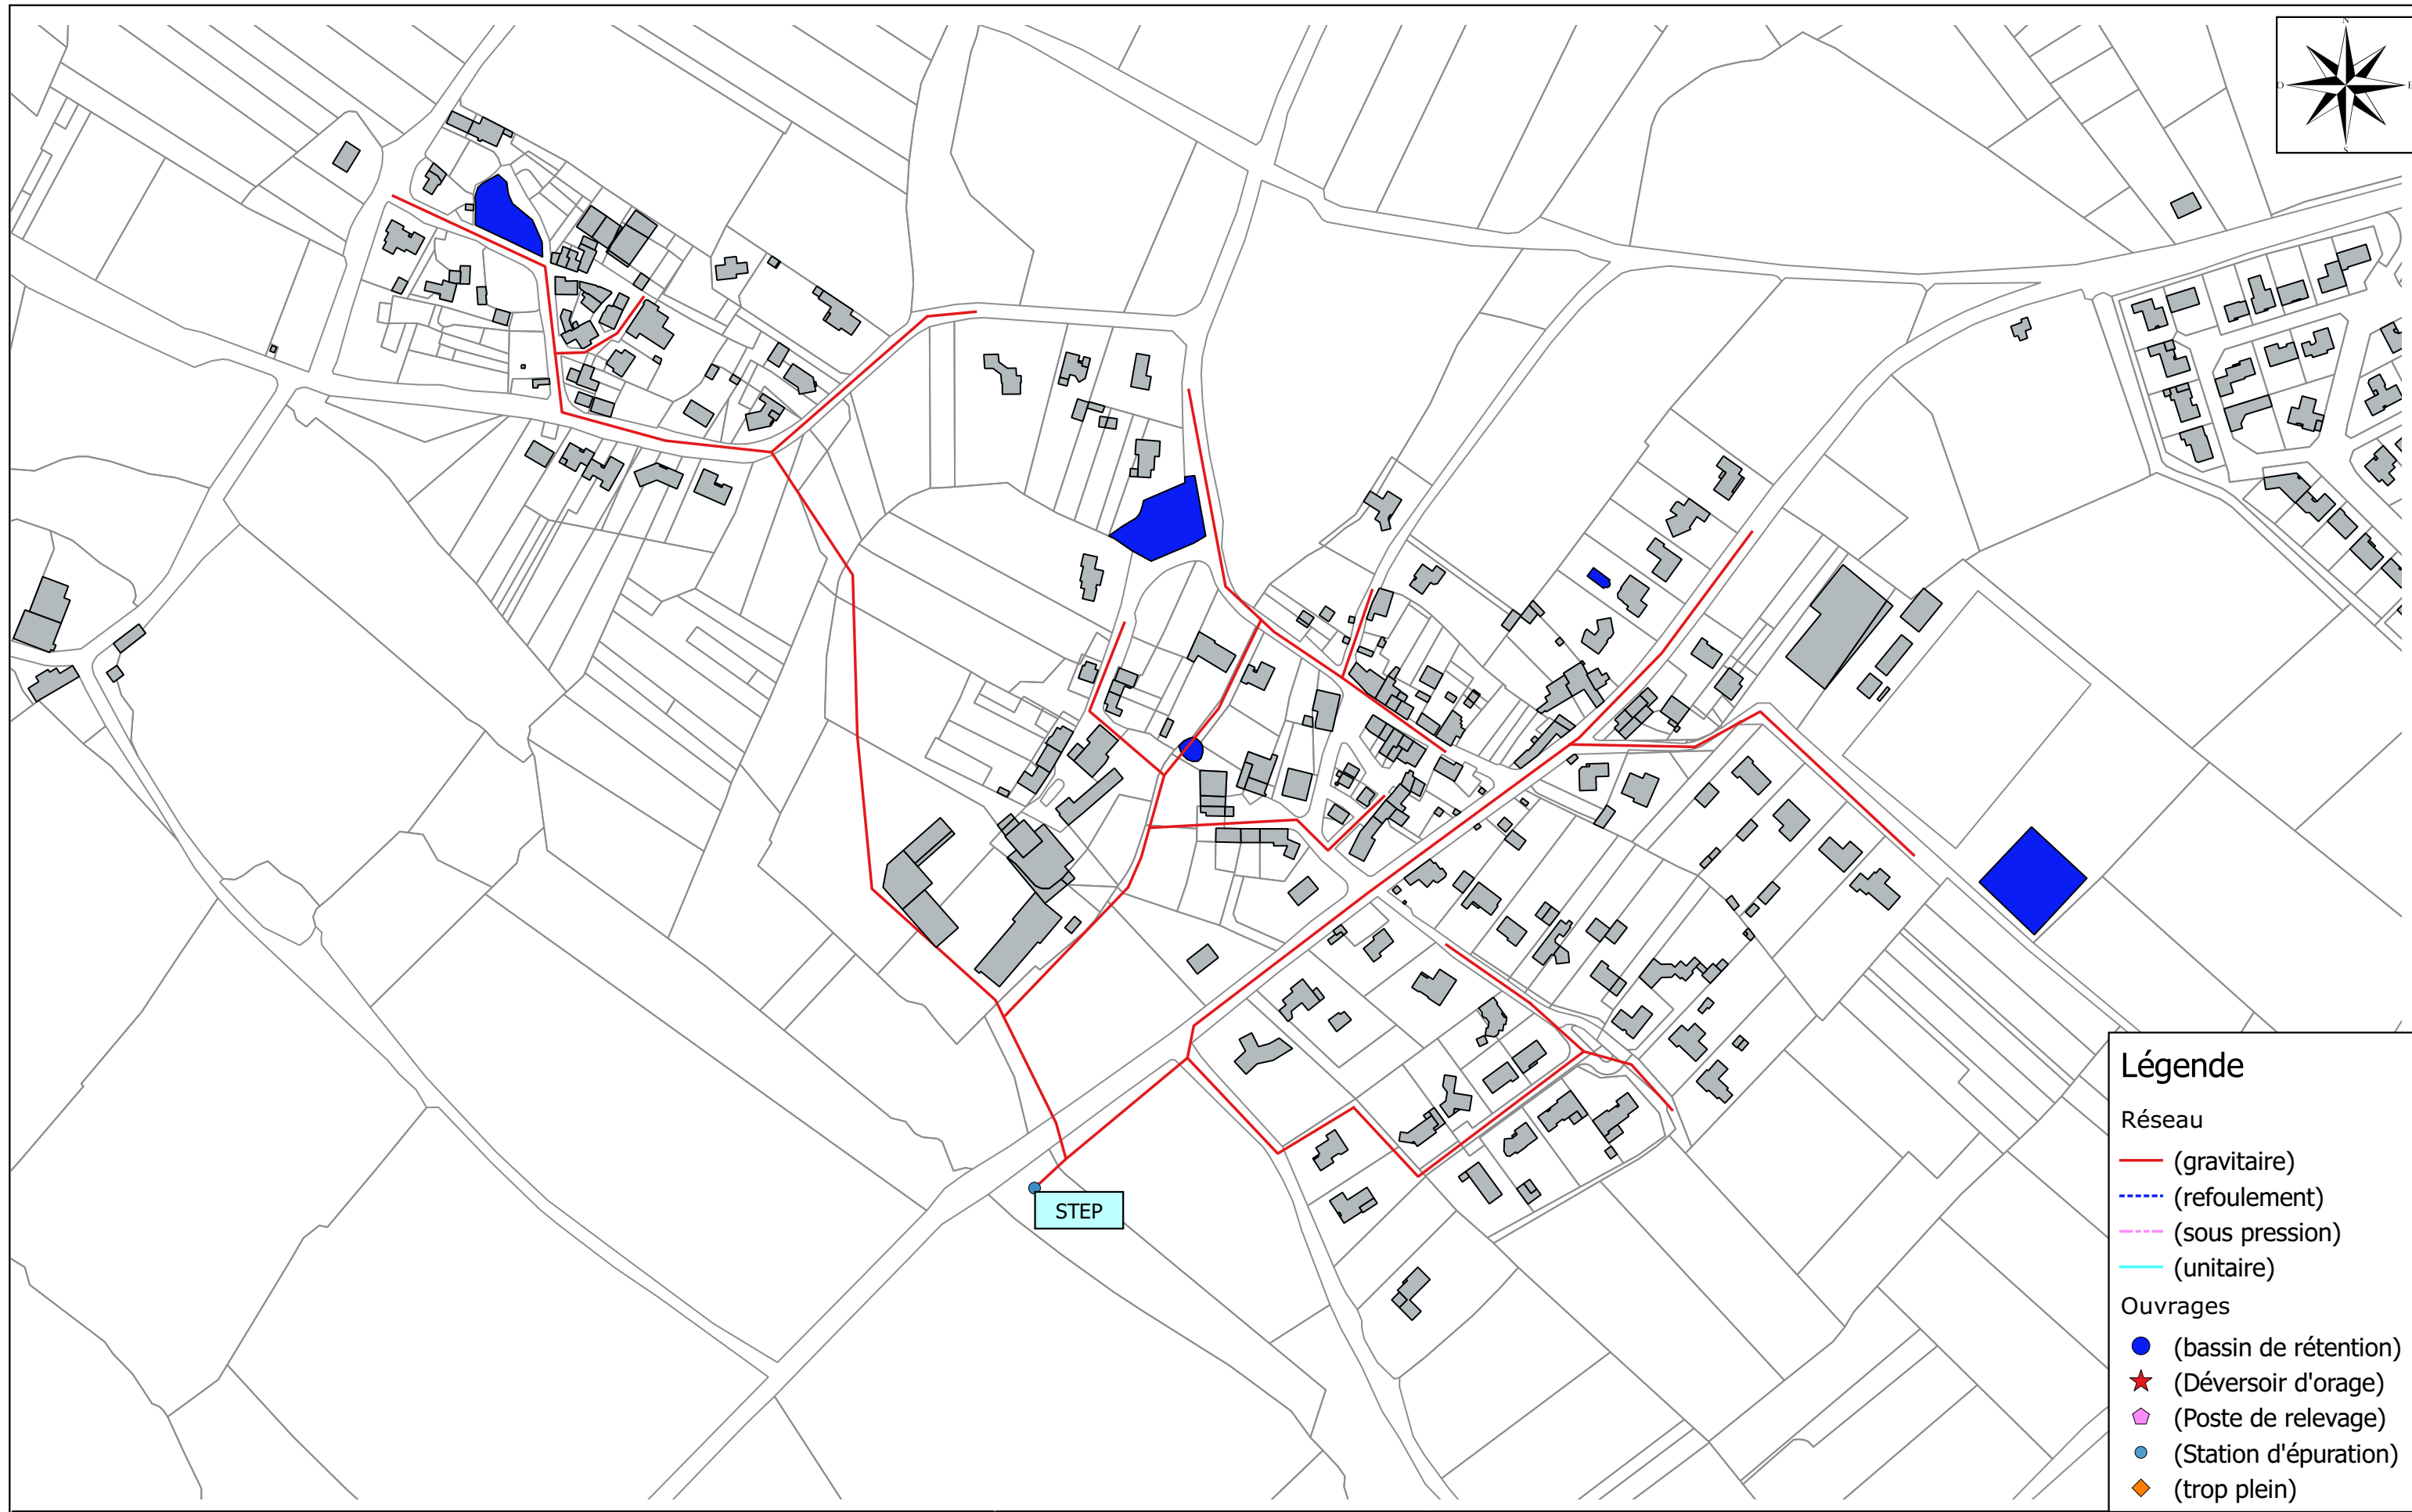 N
O
E
S
STEP
Légende
Réseau
(gravitaire)
(refoulement)
(sous pression)
(unitaire)
Ouvrages
(bassin de rétention)
(Déversoir d'orage)
(Poste de relevage)
(Station d'épuration)
(trop plein)